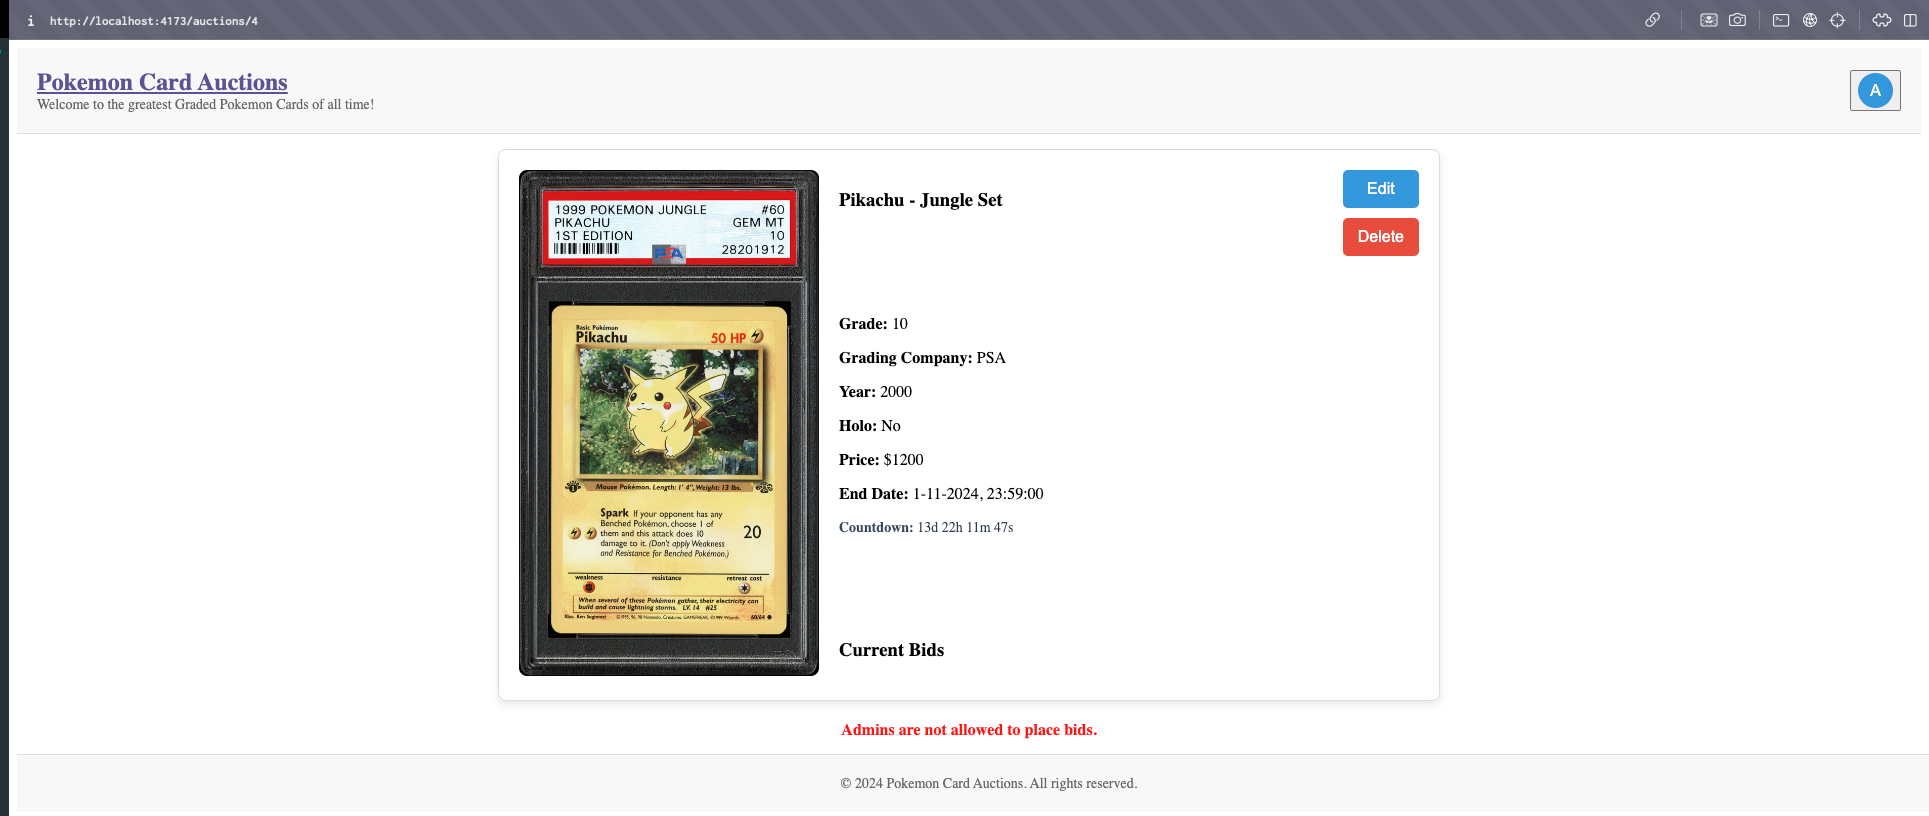 http://localhost:4173/auctions/4
Pokemon Card Auctions
Welcome to the greatest Graded Pokemon Cards of all time!
A
1999 POKEMON JUNGLE #60
PIKACHU GEM MT
1ST EDITION 10
28201912
PSA
Basic Pokémon
Pikachu 50 HP
Mouse Pokémon. Length: 1' 4", Weight: 13 lbs.
Spark If your opponent has any
Benched Pokémon, choose 1 of
them and this attack does 10
damage to it. (Don't apply Weakness
and Resistance for Benched Pokémon.)
20
weakness resistance retreat cost
When several of these Pokémon gather, their electricity can
build and cause lightning storms. LV. 14 #25
Illus. Ken Sugimori
60/64
Pikachu - Jungle Set
Edit
Delete
Grade: 10
Grading Company: PSA
Year: 2000
Holo: No
Price: $1200
End Date: 1-11-2024, 23:59:00
Countdown: 13d 22h 11m 47s
Current Bids
Admins are not allowed to place bids.
© 2024 Pokemon Card Auctions. All rights reserved.